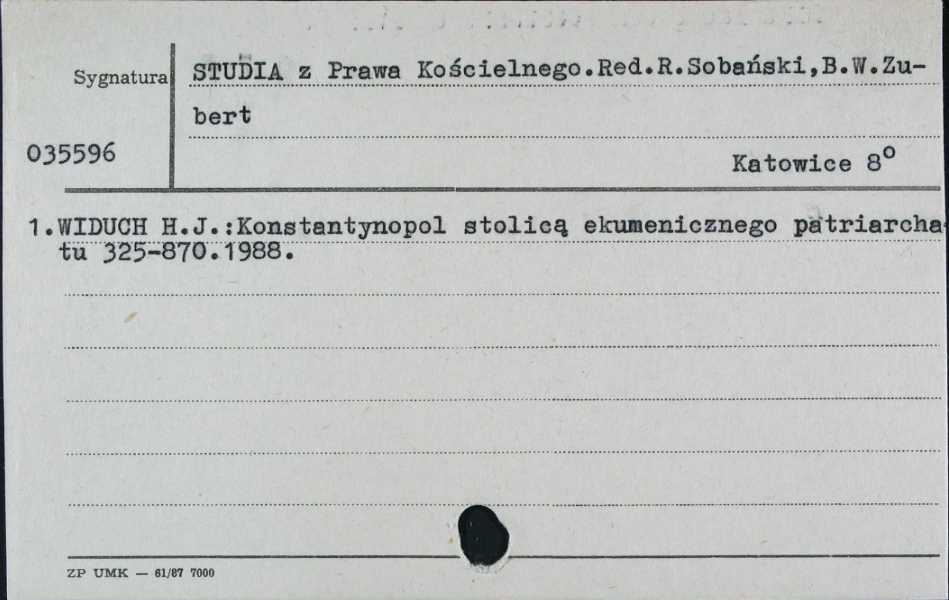 Sygnatura
STUDIA z Prawa Kościelnego.Red.R.Sobański,B.W.Zu-
bert
035596
Katowice 8º
1.WIDUCH H.J.:Konstantynopol stolicą ekumenicznego patriarcha-
tu 325-870.1988.
ZP UMK — 61/87 7000